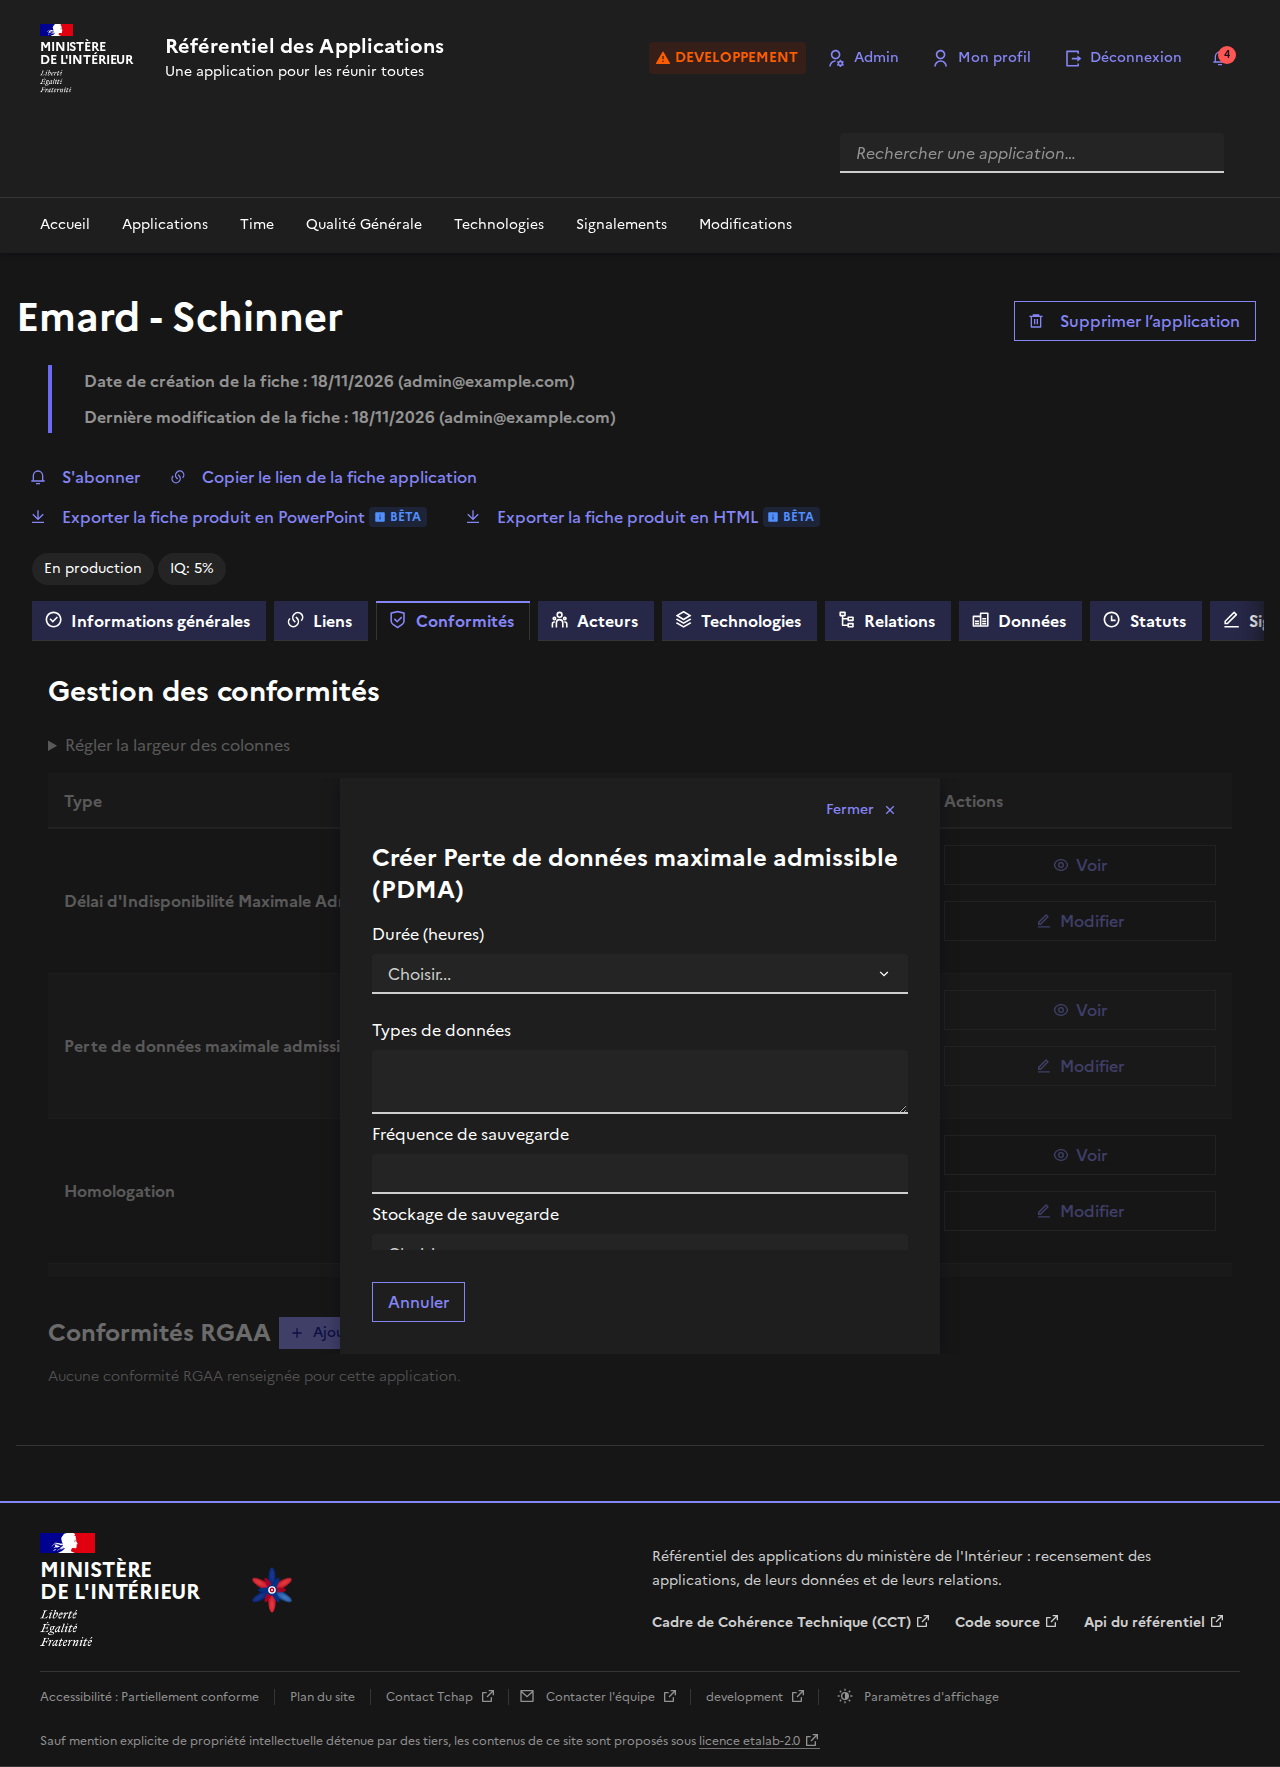 MINISTÈRE
DE L'INTÉRIEUR
Liberté
Égalité
Fraternité
Référentiel des Applications
Une application pour les réunir toutes
DEVELOPPEMENT
Admin
Mon profil
Déconnexion
4
Rechercher une application…
Accueil
Applications
Time
Qualité Générale
Technologies
Signalements
Modifications
Emard - Schinner
Supprimer l’application
Date de création de la fiche : 18/11/2026 (admin@example.com)
Dernière modification de la fiche : 18/11/2026 (admin@example.com)
S'abonner
Copier le lien de la fiche application
Exporter la fiche produit en PowerPoint BÊTA
Exporter la fiche produit en HTML BÊTA
En production
IQ: 5%
Informations générales
Liens
Conformités
Acteurs
Technologies
Relations
Données
Statuts
Gestion des conformités
Régler la largeur des colonnes
Type
Actions
Délai d'Indisponibilité Maximale
Voir
Modifier
Perte de données maximale
Voir
Modifier
Homologation
Voir
Modifier
Fermer
Créer Perte de données maximale admissible
(PDMA)
Durée (heures)
Choisir...
Types de données
Fréquence de sauvegarde
Stockage de sauvegarde
Annuler
Conformités RGAA
Aucune conformité RGAA renseignée pour cette application.
MINISTÈRE
DE L'INTÉRIEUR
Liberté
Égalité
Fraternité
Référentiel des applications du ministère de l'Intérieur : recensement des
applications, de leurs données et de leurs relations.
Cadre de Cohérence Technique (CCT)
Code source
Api du référentiel
Accessibilité : Partiellement conforme
Plan du site
Contact Tchap
Contacter l'équipe
development
Paramètres d'affichage
Sauf mention explicite de propriété intellectuelle détenue par des tiers, les contenus de ce site sont proposés sous licence etalab-2.0